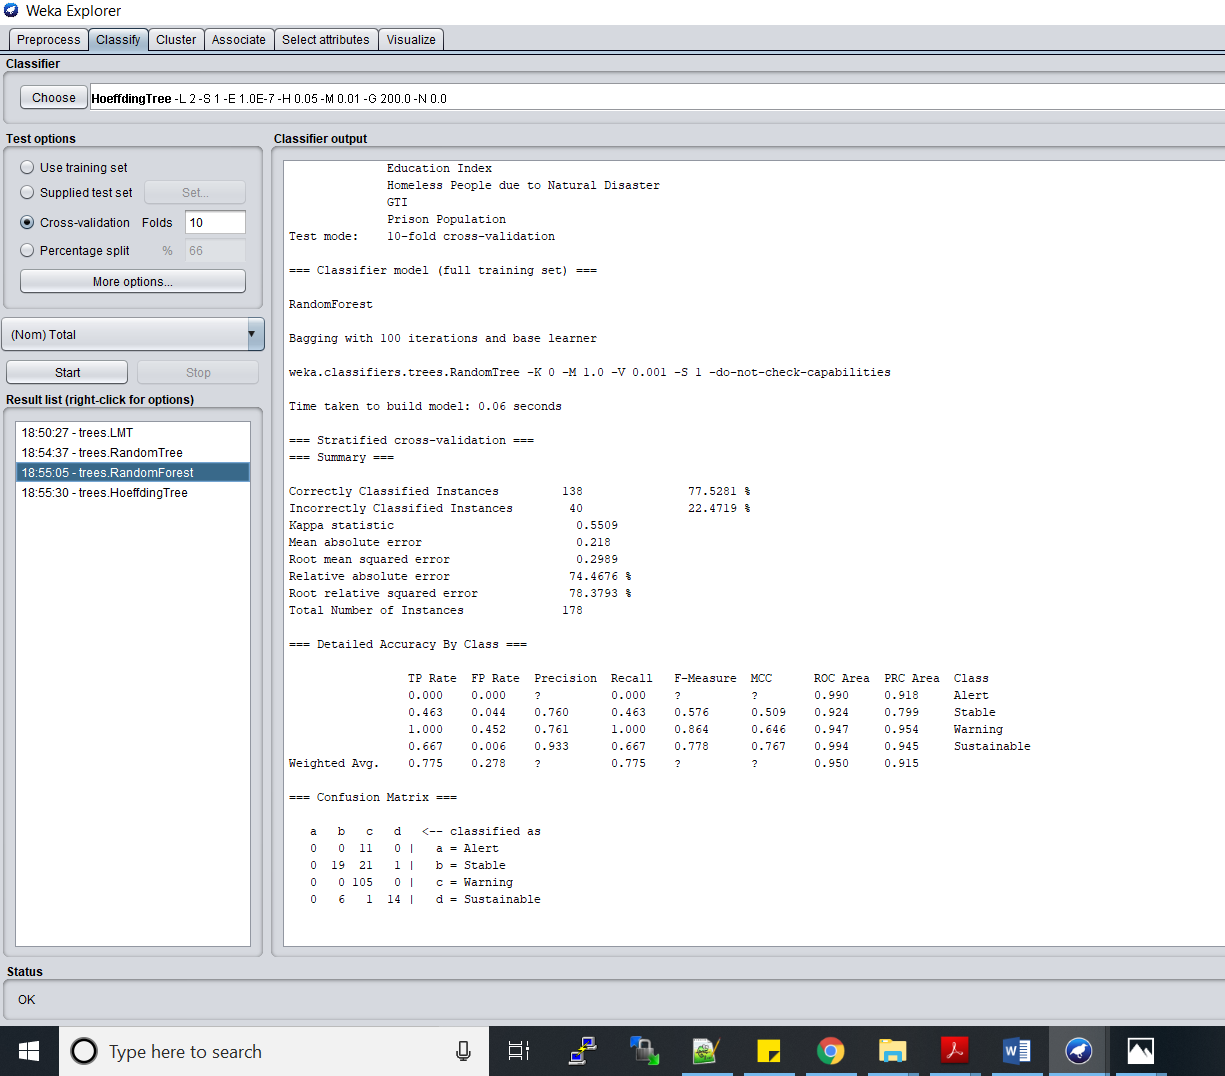 Weka Explorer
Preprocess Classify Cluster Associate Select attributes Visualize
Classifier
Choose HoeffdingTree -L 2 -S 1 -E 1.0E-7 -H 0.05 -M 0.01 -G 200.0 -N 0.0
Test options
Use training set
Supplied test set Set...
Cross-validation Folds 10
Percentage split % 66
More options...
(Nom) Total
Start Stop
Result list (right-click for options)
18:50:27 - trees.LMT
18:54:37 - trees.RandomTree
18:55:05 - trees.RandomForest
18:55:30 - trees.HoeffdingTree
Classifier output
Education Index
Homeless People due to Natural Disaster
GTI
Prison Population
Test mode: 10-fold cross-validation
=== Classifier model (full training set) ===
RandomForest
Bagging with 100 iterations and base learner
weka.classifiers.trees.RandomTree -K 0 -M 1.0 -V 0.001 -S 1 -do-not-check-capabilities
Time taken to build model: 0.06 seconds
=== Stratified cross-validation ===
=== Summary ===
Correctly Classified Instances 138 77.5281 %
Incorrectly Classified Instances 40 22.4719 %
Kappa statistic 0.5509
Mean absolute error 0.218
Root mean squared error 0.2989
Relative absolute error 74.4676 %
Root relative squared error 78.3793 %
Total Number of Instances 178
=== Detailed Accuracy By Class ===
TP Rate FP Rate Precision Recall F-Measure MCC ROC Area PRC Area Class
0.000 0.000 ? 0.000 ? ? 0.990 0.918 Alert
0.463 0.044 0.760 0.463 0.576 0.509 0.924 0.799 Stable
1.000 0.452 0.761 1.000 0.864 0.646 0.947 0.954 Warning
0.667 0.006 0.933 0.667 0.778 0.767 0.994 0.945 Sustainable
Weighted Avg. 0.775 0.278 ? 0.775 ? ? 0.950 0.915
=== Confusion Matrix ===
a b c d <-- classified as
0 0 11 0 | a = Alert
0 19 21 1 | b = Stable
0 0 105 0 | c = Warning
0 6 1 14 | d = Sustainable
Status
OK
Type here to search